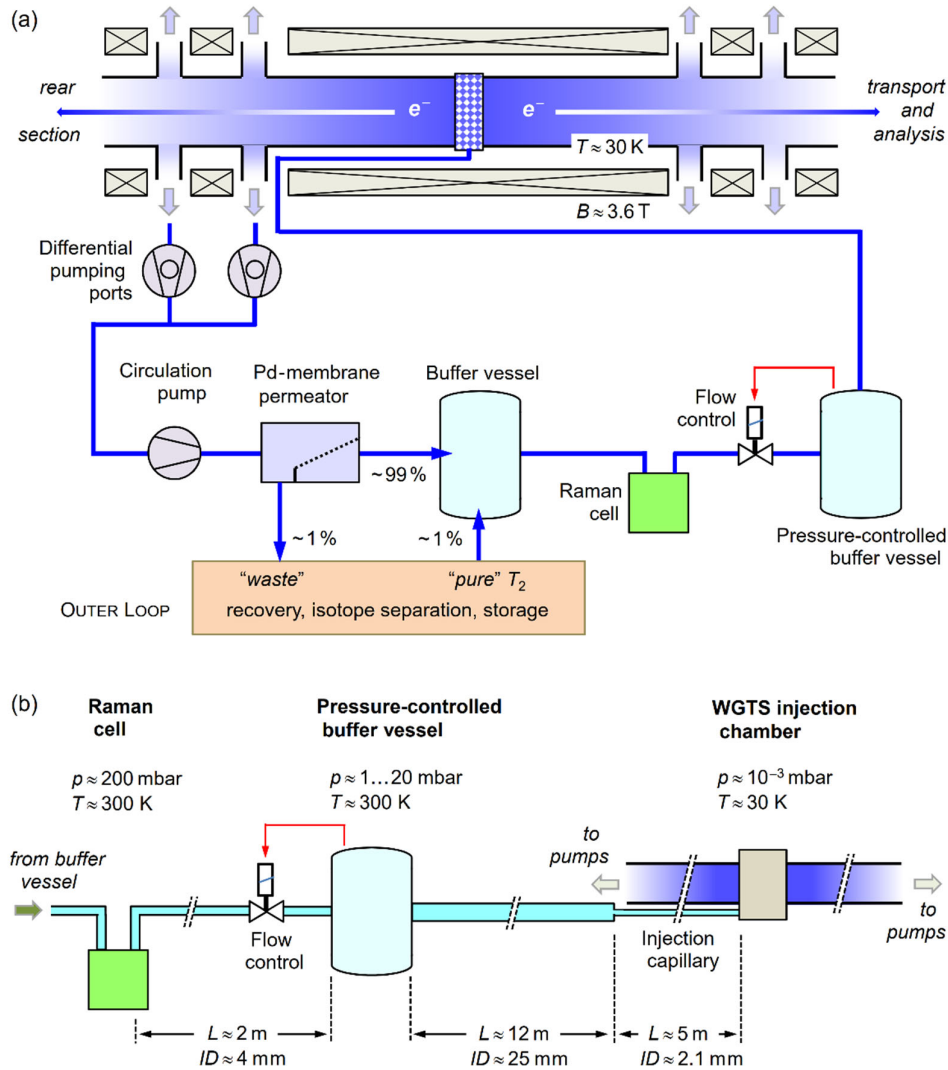 (a)
rear
section
e⁻
e⁻
transport
and
analysis
T ≈ 30 K
B ≈ 3.6 T
Differential
pumping
ports
Circulation
pump
Pd-membrane
permeator
Buffer vessel
Flow
control
~99 %
Raman
cell
~1 %
~1 %
Pressure-controlled
buffer vessel
"waste"
"pure" T₂
OUTER LOOP
recovery, isotope separation, storage
(b)
Raman
cell
Pressure-controlled
buffer vessel
WGTS injection
chamber
p ≈ 200 mbar
T ≈ 300 K
p ≈ 1…20 mbar
T ≈ 300 K
p ≈ 10⁻³ mbar
T ≈ 30 K
from buffer
vessel
to
pumps
to
pumps
Flow
control
Injection
capillary
L ≈ 2 m
ID ≈ 4 mm
L ≈ 12 m
ID ≈ 25 mm
L ≈ 5 m
ID ≈ 2.1 mm